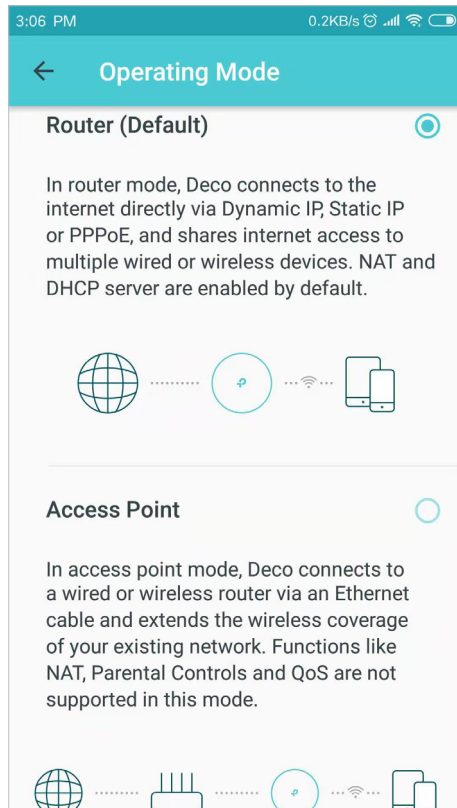 3:06 PM
0.2KB/s
Operating Mode
Router (Default)
In router mode, Deco connects to the
internet directly via Dynamic IP, Static IP
or PPPoE, and shares internet access to
multiple wired or wireless devices. NAT and
DHCP server are enabled by default.
Access Point
In access point mode, Deco connects to
a wired or wireless router via an Ethernet
cable and extends the wireless coverage
of your existing network. Functions like
NAT, Parental Controls and QoS are not
supported in this mode.